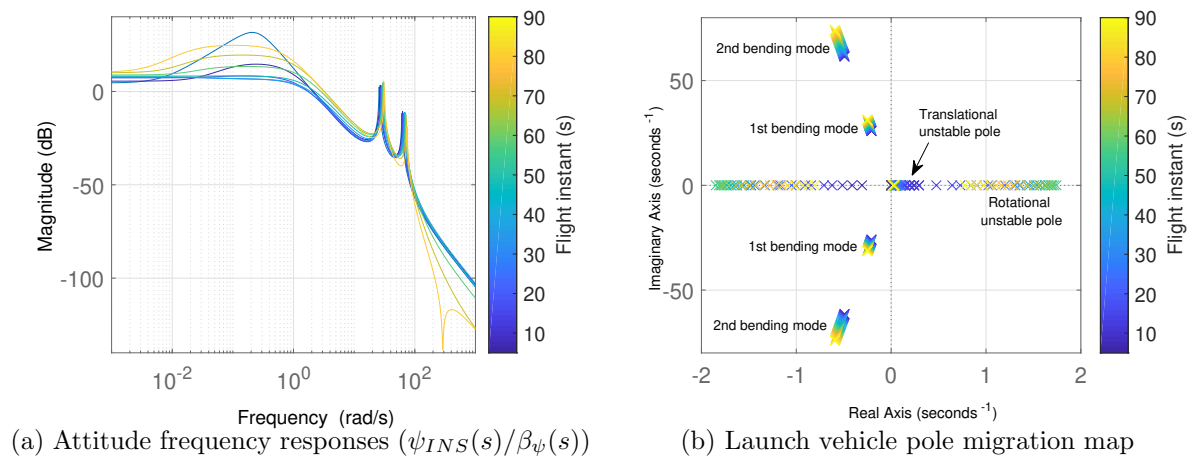 0
-50
-100
Magnitude (dB)
10^-2
10^0
10^2
Frequency (rad/s)
90
80
70
60
50
40
30
20
10
Flight instant (s)
(a) Attitude frequency responses (ψ_INS(s)/β_ψ(s))
50
0
-50
Imaginary Axis (seconds^-1)
2nd bending mode
1st bending mode
Translational
unstable pole
Rotational
unstable pole
1st bending mode
2nd bending mode
-2
-1
0
1
2
Real Axis (seconds^-1)
90
80
70
60
50
40
30
20
10
Flight instant (s)
(b) Launch vehicle pole migration map